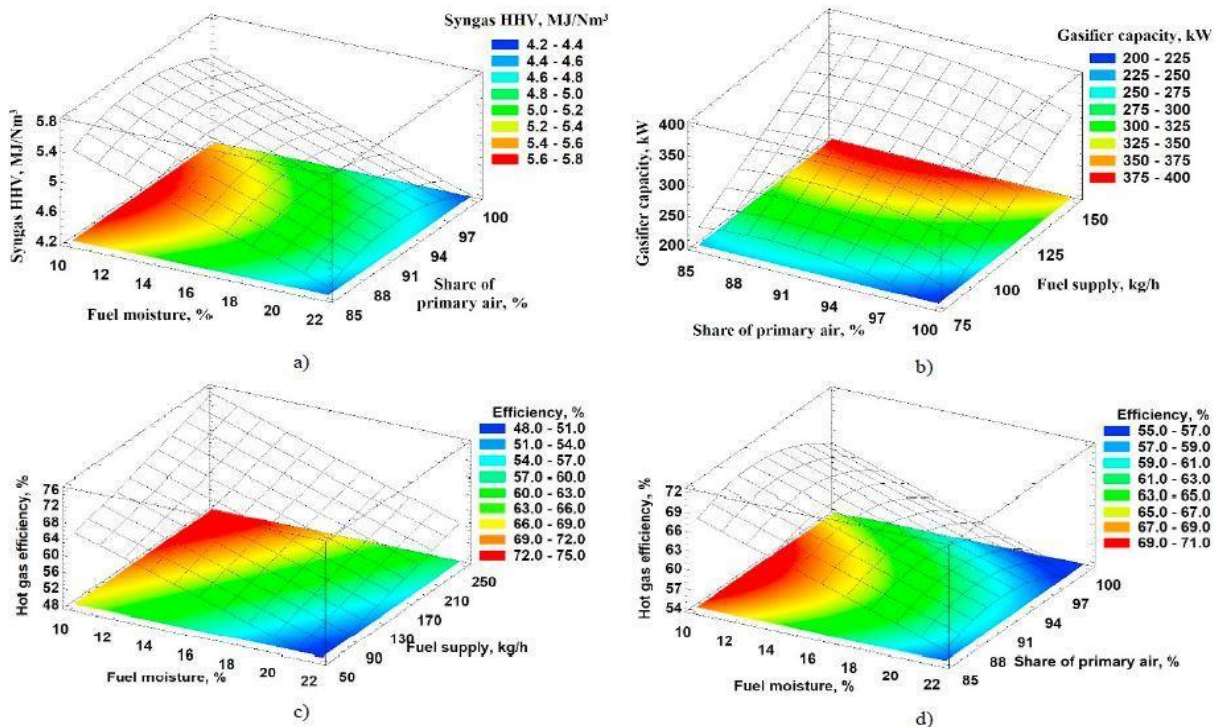 Syngas HHV, MJ/Nm³
4.2 - 4.4
4.4 - 4.6
4.6 - 4.8
4.8 - 5.0
5.0 - 5.2
5.2 - 5.4
5.4 - 5.6
5.6 - 5.8
Syngas HHV, MJ/Nm³
5.8
5.4
5
4.6
4.2
10
12
14
16
18
20
22
Fuel moisture, %
85
88
91
94
97
100
Share of
primary air, %
a)
Gasifier capacity, kW
200 - 225
225 - 250
250 - 275
275 - 300
300 - 325
325 - 350
350 - 375
375 - 400
Gasifier capacity, kW
400
350
300
250
200
85
88
91
94
97
100
Share of primary air, %
75
100
125
150
Fuel supply, kg/h
b)
Efficiency, %
48.0 - 51.0
51.0 - 54.0
54.0 - 57.0
57.0 - 60.0
60.0 - 63.0
63.0 - 66.0
66.0 - 69.0
69.0 - 72.0
72.0 - 75.0
Hot gas efficiency, %
76
72
68
64
60
56
52
48
10
12
14
16
18
20
22
Fuel moisture, %
50
90
130
170
210
250
Fuel supply, kg/h
c)
Efficiency, %
55.0 - 57.0
57.0 - 59.0
59.0 - 61.0
61.0 - 63.0
63.0 - 65.0
65.0 - 67.0
67.0 - 69.0
69.0 - 71.0
Hot gas efficiency, %
72
69
66
63
60
57
54
10
12
14
16
18
20
22
Fuel moisture, %
85
88
91
94
97
100
Share of primary air, %
d)